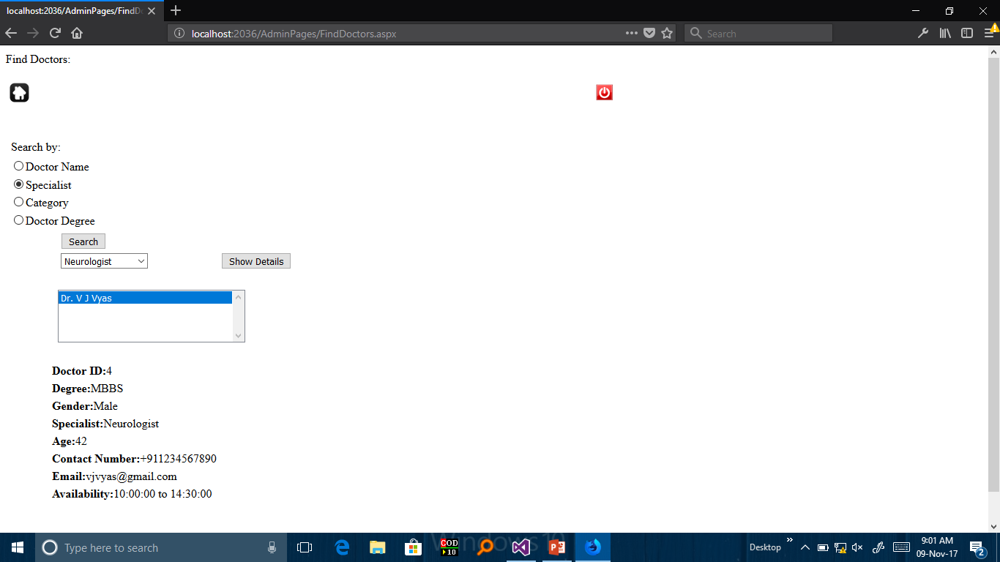 localhost:2036/AdminPages/FindDo
localhost:2036/AdminPages/FindDoctors.aspx
Search
Find Doctors:
Search by:
Doctor Name
Specialist
Category
Doctor Degree
Search
Neurologist
Show Details
Dr. V J Vyas
Doctor ID:4
Degree:MBBS
Gender:Male
Specialist:Neurologist
Age:42
Contact Number:+911234567890
Email:vjvyas@gmail.com
Availability:10:00:00 to 14:30:00
Type here to search
COD
10
Windows 10
Desktop
9:01 AM
09-Nov-17
2